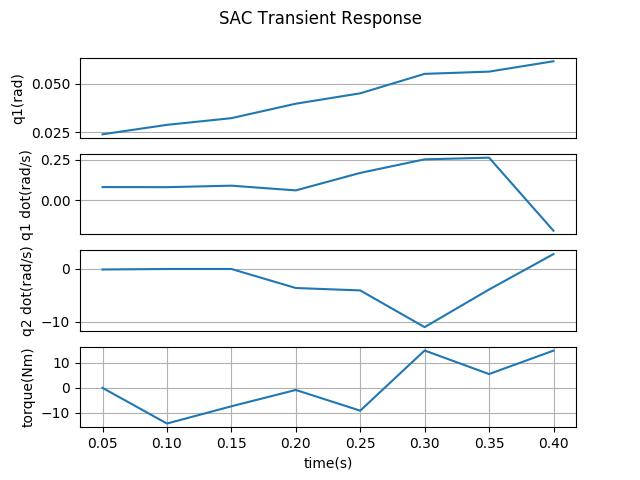 SAC Transient Response
q1(rad)
0.050
0.025
q1 dot(rad/s)
0.25
0.00
q2 dot(rad/s)
0
−10
torque(Nm)
10
0
−10
0.05 0.10 0.15 0.20 0.25 0.30 0.35 0.40
time(s)